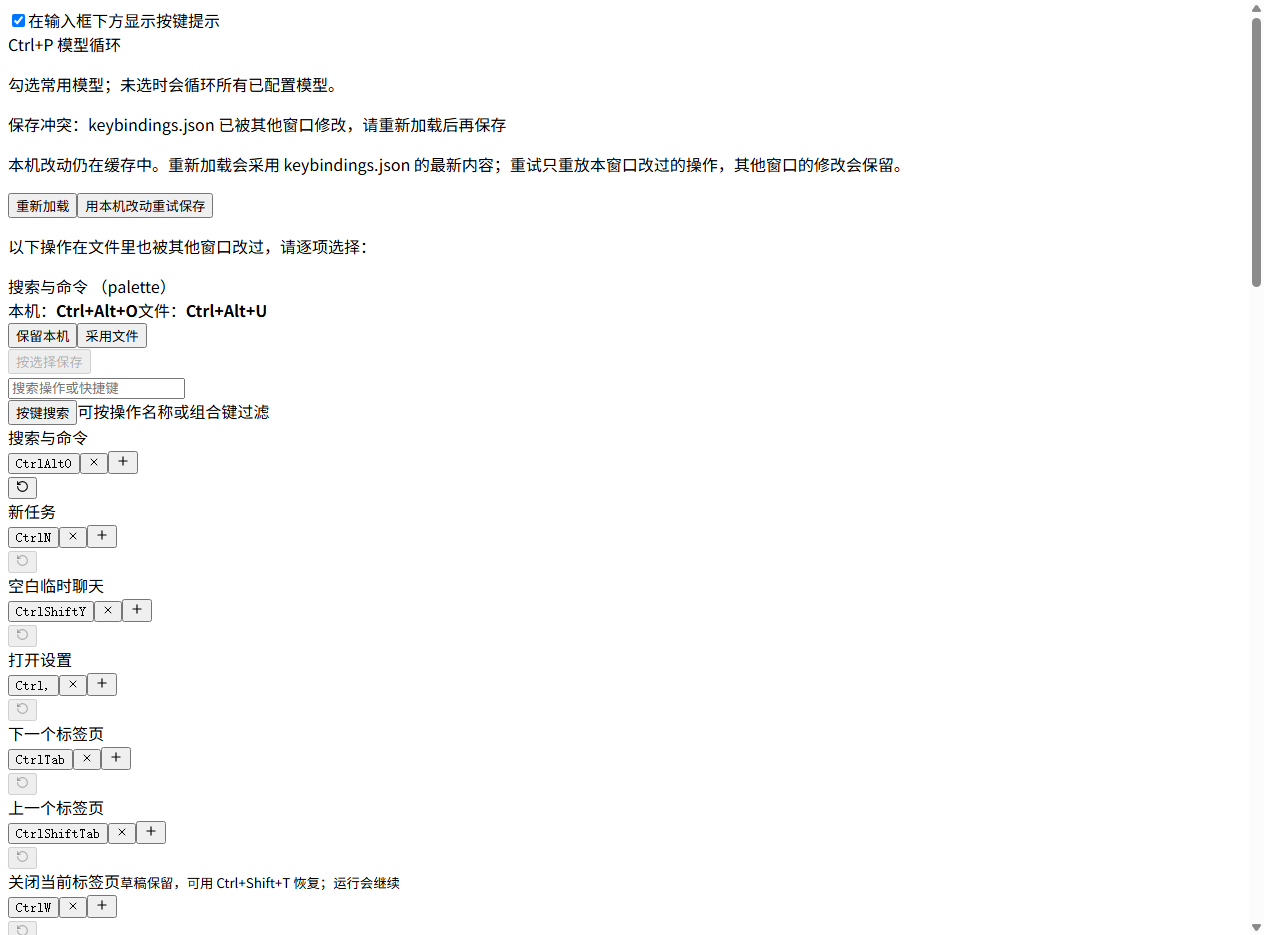 在输入框下方显示按键提示
Ctrl+P 模型循环
勾选常用模型；未选时会循环所有已配置模型。
保存冲突：keybindings.json 已被其他窗口修改，请重新加载后再保存
本机改动仍在缓存中。重新加载会采用 keybindings.json 的最新内容；重试只重放本窗口改过的操作，其他窗口的修改会保留。
重新加载 用本机改动重试保存
以下操作在文件里也被其他窗口改过，请逐项选择：
搜索与命令 （palette）
本机：Ctrl+Alt+O文件：Ctrl+Alt+U
保留本机 采用文件
按选择保存
搜索操作或快捷键
按键搜索 可按操作名称或组合键过滤
搜索与命令
CtrlAltO × +
新任务
CtrlN × +
空白临时聊天
CtrlShiftY × +
打开设置
Ctrl, × +
下一个标签页
CtrlTab × +
上一个标签页
CtrlShiftTab × +
关闭当前标签页草稿保留，可用 Ctrl+Shift+T 恢复；运行会继续
CtrlW × +